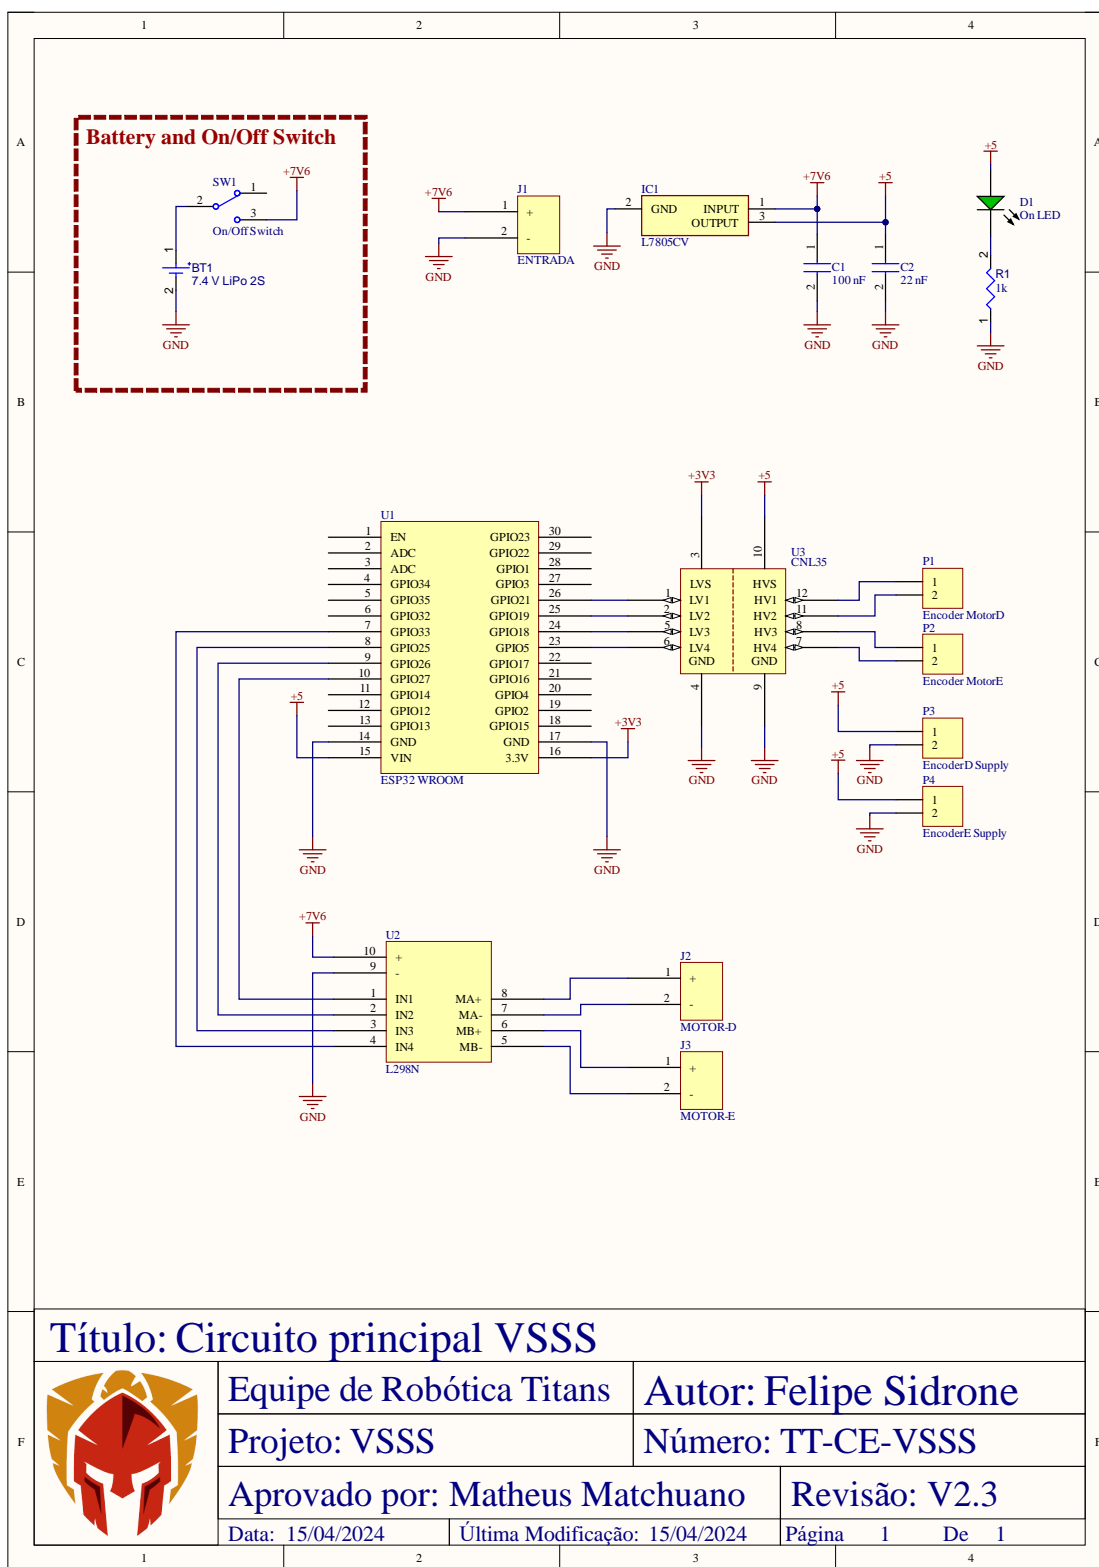 1 2 3 4
A A
Battery and On/Off Switch
SW1 1 2 3
+7V6
On/Off Switch
1 + BT1
7.4 V LiPo 2S
2
GND
+7V6 J1
1 +
2 -
GND ENTRADA
IC1
2 GND INPUT 1
OUTPUT 3
L7805CV
GND
+7V6 +5
1 1
C1 C2
100 nF 22 nF
2 2
GND GND
+5
D1
On LED
2
R1
1k
1
GND
B B
+3V3 +5
U1
1 EN GPIO23 30
2 ADC GPIO22 29
3 ADC GPIO1 28
4 GPIO34 GPIO3 27
5 GPIO35 GPIO21 26
6 GPIO32 GPIO19 25
7 GPIO33 GPIO18 24
8 GPIO25 GPIO5 23
9 GPIO26 GPIO17 22
10 GPIO27 GPIO16 21
11 GPIO14 GPIO4 20
12 GPIO12 GPIO2 19
13 GPIO13 GPIO15 18
14 GND GND 17
15 VIN 3.3V 16
ESP32 WROOM
+5
+3V3
GND GND
3 10
U3
CNL35
LVS HVS
1 LV1 HV1 12
2 LV2 HV2 11
5 LV3 HV3 8
6 LV4 HV4 7
GND GND
4 9
GND GND
P1
1
2
Encoder MotorD
P2
1
2
Encoder MotorE
+5
P3
1
2
GND
EncoderD Supply
+5
P4
1
2
GND
EncoderE Supply
C C
D D
+7V6
U2
10 +
9 -
1 IN1 MA+ 8
2 IN2 MA- 7
3 IN3 MB+ 6
4 IN4 MB- 5
L298N
GND
J2
1 +
2 -
MOTOR-D
J3
1 +
2 -
MOTOR-E
E E
Título: Circuito principal VSSS
Equipe de Robótica Titans Autor: Felipe Sidrone
F F
Projeto: VSSS Número: TT-CE-VSSS
Aprovado por: Matheus Matchuano Revisão: V2.3
Data: 15/04/2024 Última Modificação: 15/04/2024 Página 1 De 1
1 2 3 4